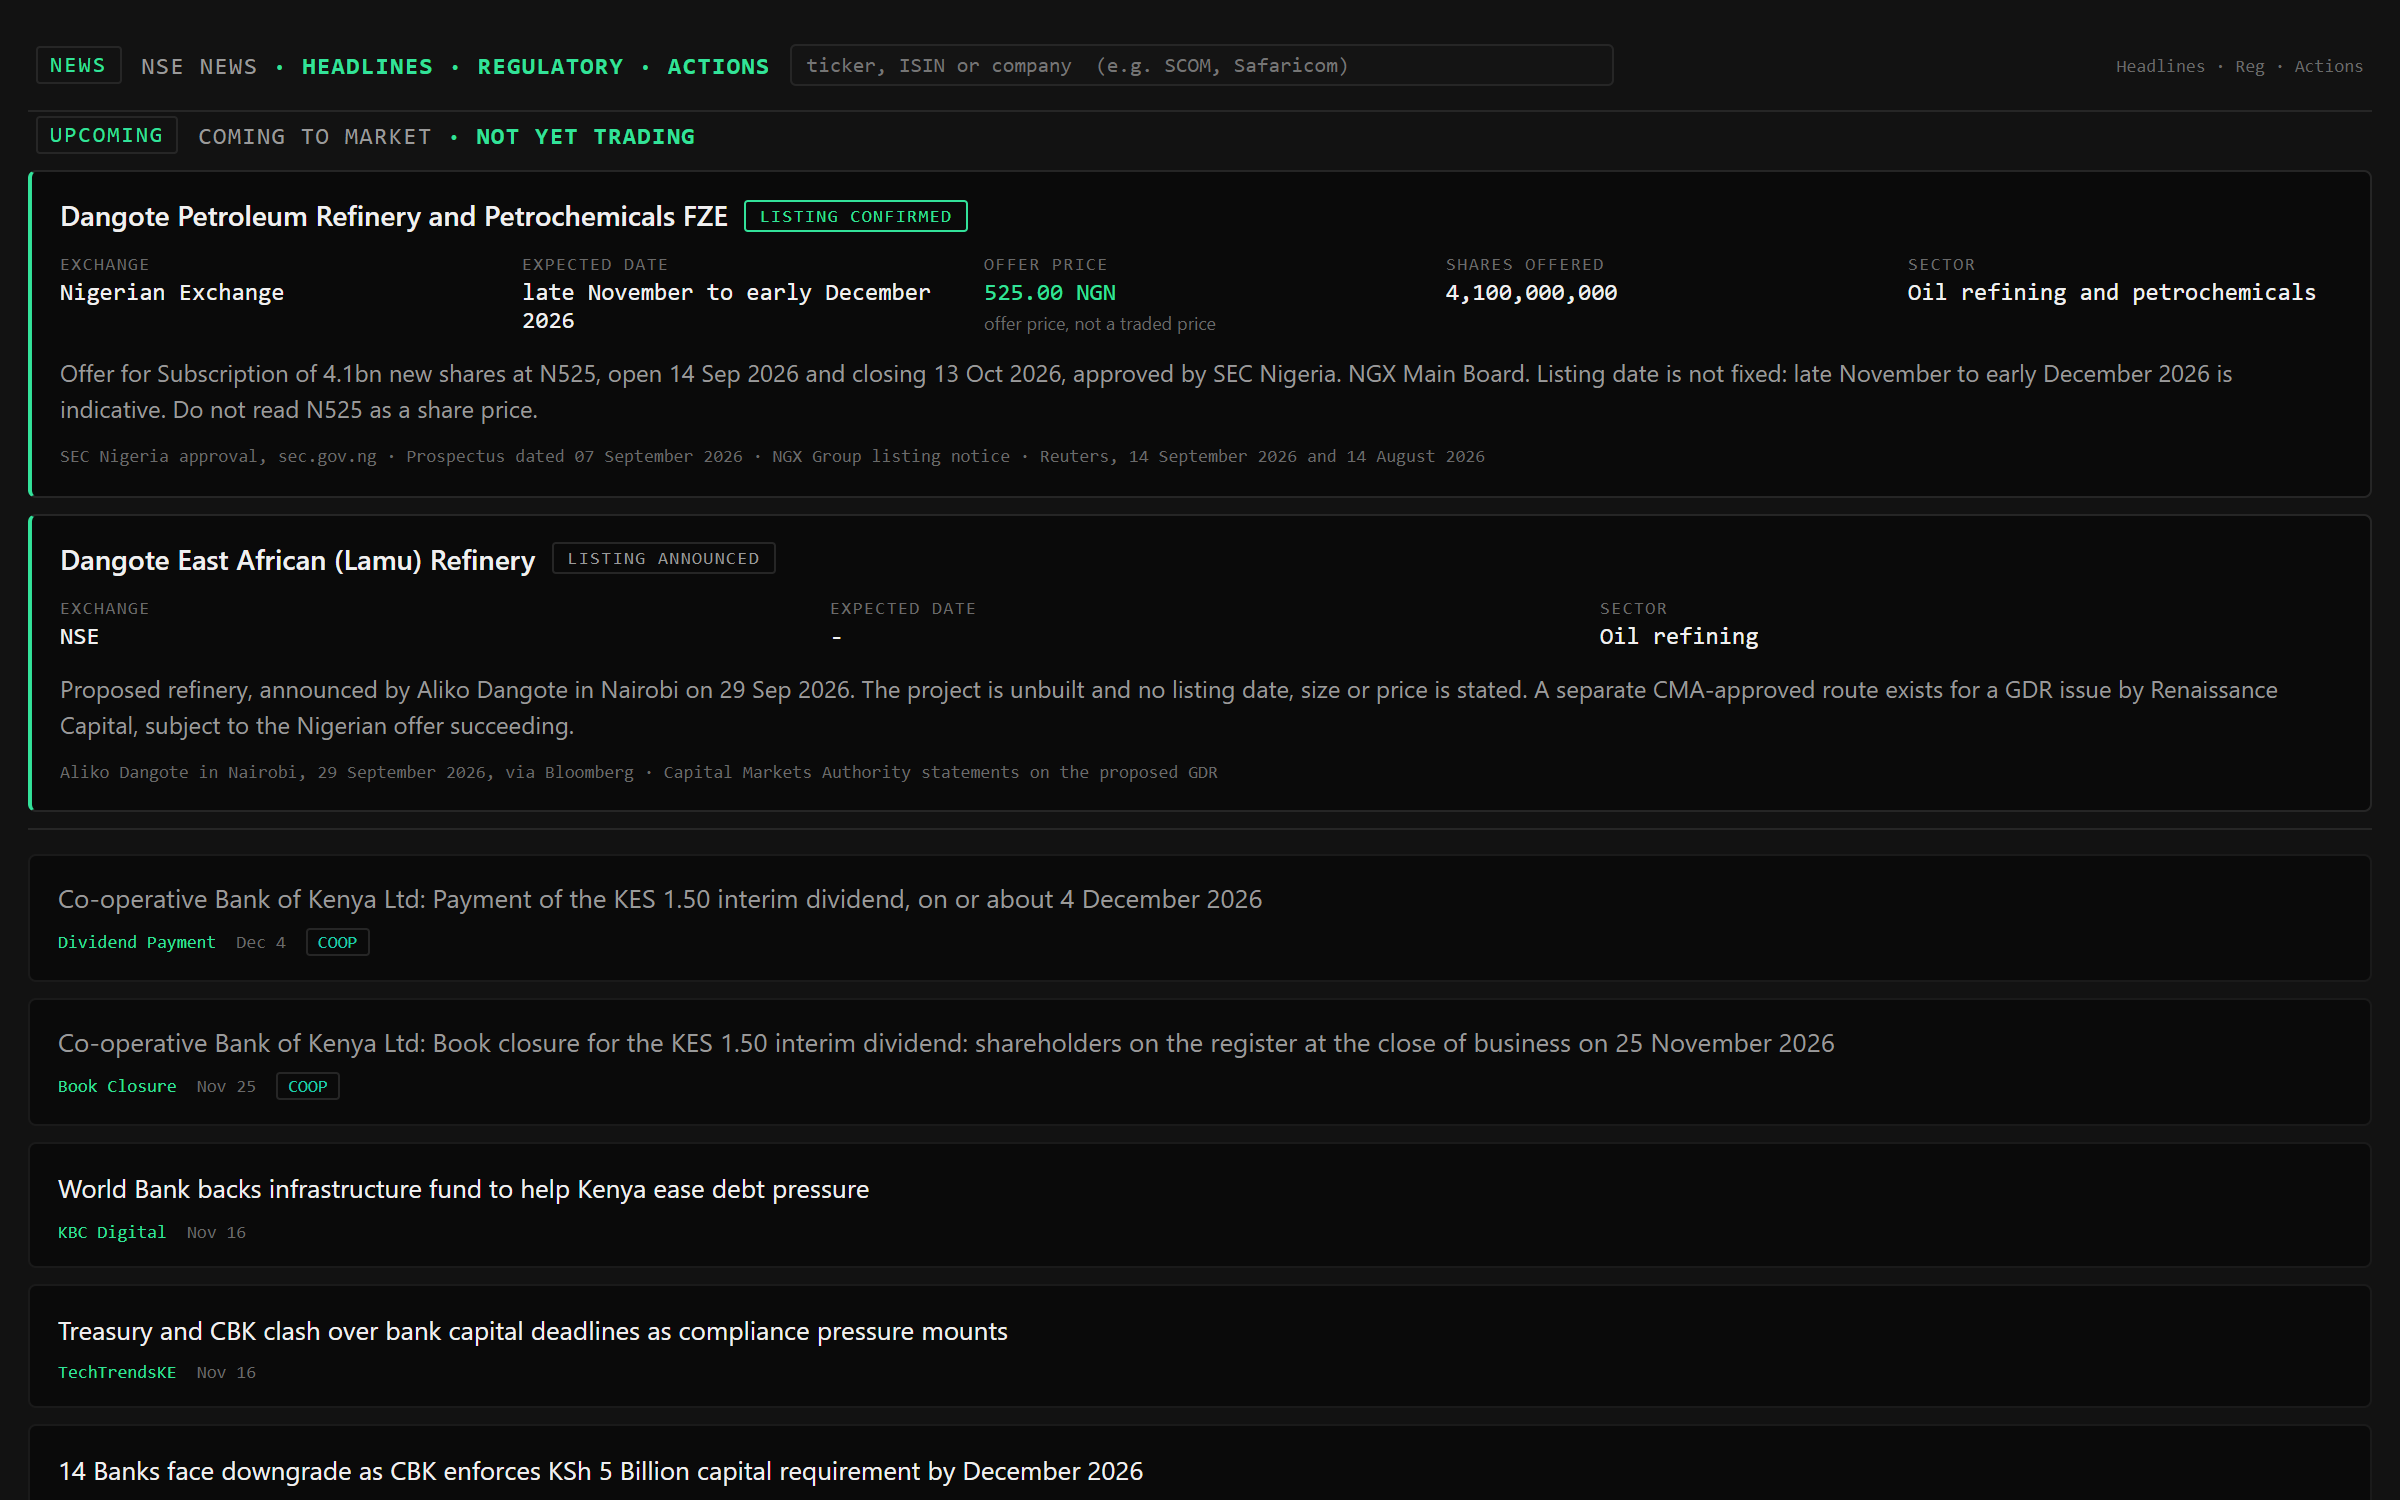 NEWS NSE NEWS · HEADLINES · REGULATORY · ACTIONS ticker, ISIN or company (e.g. SCOM, Safaricom) Headlines · Reg · Actions
UPCOMING COMING TO MARKET · NOT YET TRADING
Dangote Petroleum Refinery and Petrochemicals FZE LISTING CONFIRMED
EXCHANGE EXPECTED DATE OFFER PRICE SHARES OFFERED SECTOR
Nigerian Exchange late November to early December 525.00 NGN 4,100,000,000 Oil refining and petrochemicals
2026 offer price, not a traded price
Offer for Subscription of 4.1bn new shares at N525, open 14 Sep 2026 and closing 13 Oct 2026, approved by SEC Nigeria. NGX Main Board. Listing date is not fixed: late November to early December 2026 is
indicative. Do not read N525 as a share price.
SEC Nigeria approval, sec.gov.ng · Prospectus dated 07 September 2026 · NGX Group listing notice · Reuters, 14 September 2026 and 14 August 2026
Dangote East African (Lamu) Refinery LISTING ANNOUNCED
EXCHANGE EXPECTED DATE SECTOR
NSE - Oil refining
Proposed refinery, announced by Aliko Dangote in Nairobi on 29 Sep 2026. The project is unbuilt and no listing date, size or price is stated. A separate CMA-approved route exists for a GDR issue by Renaissance
Capital, subject to the Nigerian offer succeeding.
Aliko Dangote in Nairobi, 29 September 2026, via Bloomberg · Capital Markets Authority statements on the proposed GDR
Co-operative Bank of Kenya Ltd: Payment of the KES 1.50 interim dividend, on or about 4 December 2026
Dividend Payment Dec 4 COOP
Co-operative Bank of Kenya Ltd: Book closure for the KES 1.50 interim dividend: shareholders on the register at the close of business on 25 November 2026
Book Closure Nov 25 COOP
World Bank backs infrastructure fund to help Kenya ease debt pressure
KBC Digital Nov 16
Treasury and CBK clash over bank capital deadlines as compliance pressure mounts
TechTrendsKE Nov 16
14 Banks face downgrade as CBK enforces KSh 5 Billion capital requirement by December 2026